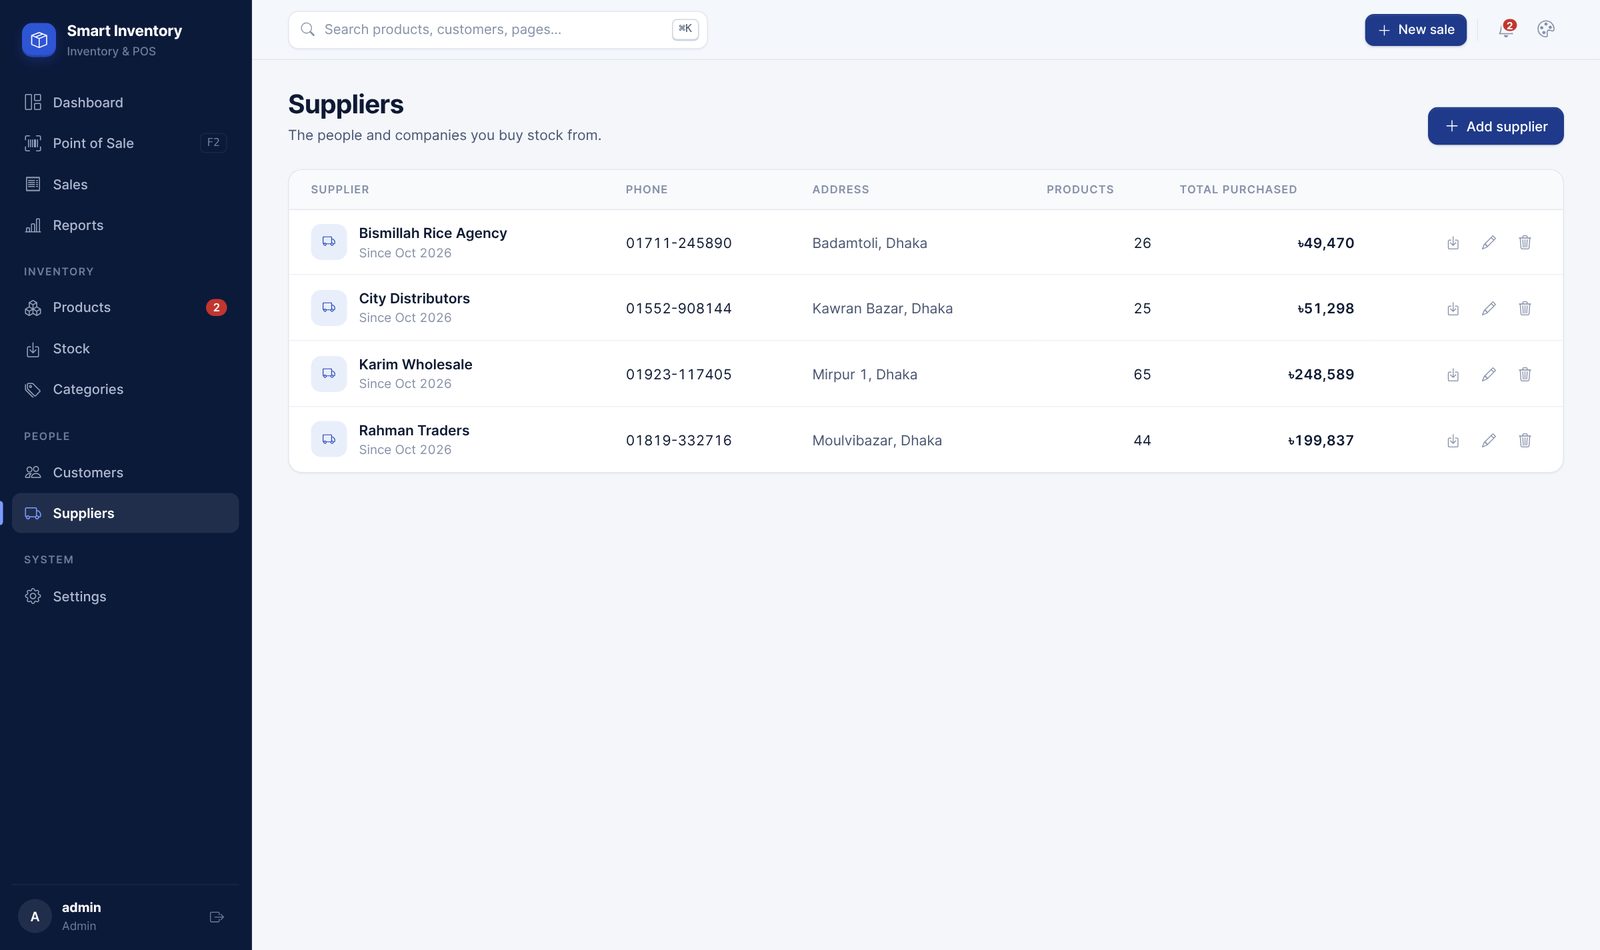 Smart Inventory
Inventory & POS
Dashboard
Point of Sale F2
Sales
Reports
INVENTORY
Products 2
Stock
Categories
PEOPLE
Customers
Suppliers
SYSTEM
Settings
A admin
Admin
Search products, customers, pages... ⌘K
+ New sale
2
Suppliers
The people and companies you buy stock from.
+ Add supplier
SUPPLIER PHONE ADDRESS PRODUCTS TOTAL PURCHASED
Bismillah Rice Agency
Since Oct 2026
01711-245890 Badamtoli, Dhaka 26 ৳49,470
City Distributors
Since Oct 2026
01552-908144 Kawran Bazar, Dhaka 25 ৳51,298
Karim Wholesale
Since Oct 2026
01923-117405 Mirpur 1, Dhaka 65 ৳248,589
Rahman Traders
Since Oct 2026
01819-332716 Moulvibazar, Dhaka 44 ৳199,837